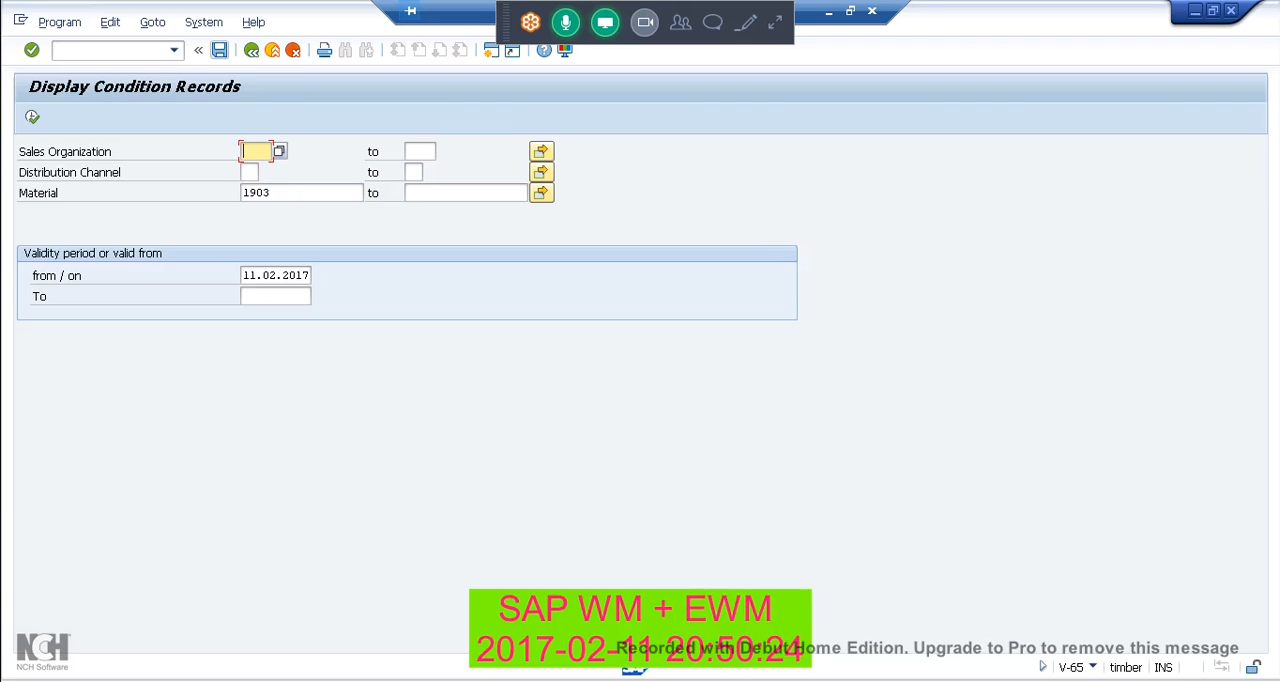 Program Edit Goto System Help
Display Condition Records
Sales Organization to
Distribution Channel to
Material 1903 to
Validity period or valid from
from / on 11.02.2017
To
SAP WM + EWM
2017-02-11 20:50:24
Recorded with Debut Home Edition. Upgrade to Pro to remove this message
NCH
NCH Software
V-65 timber INS